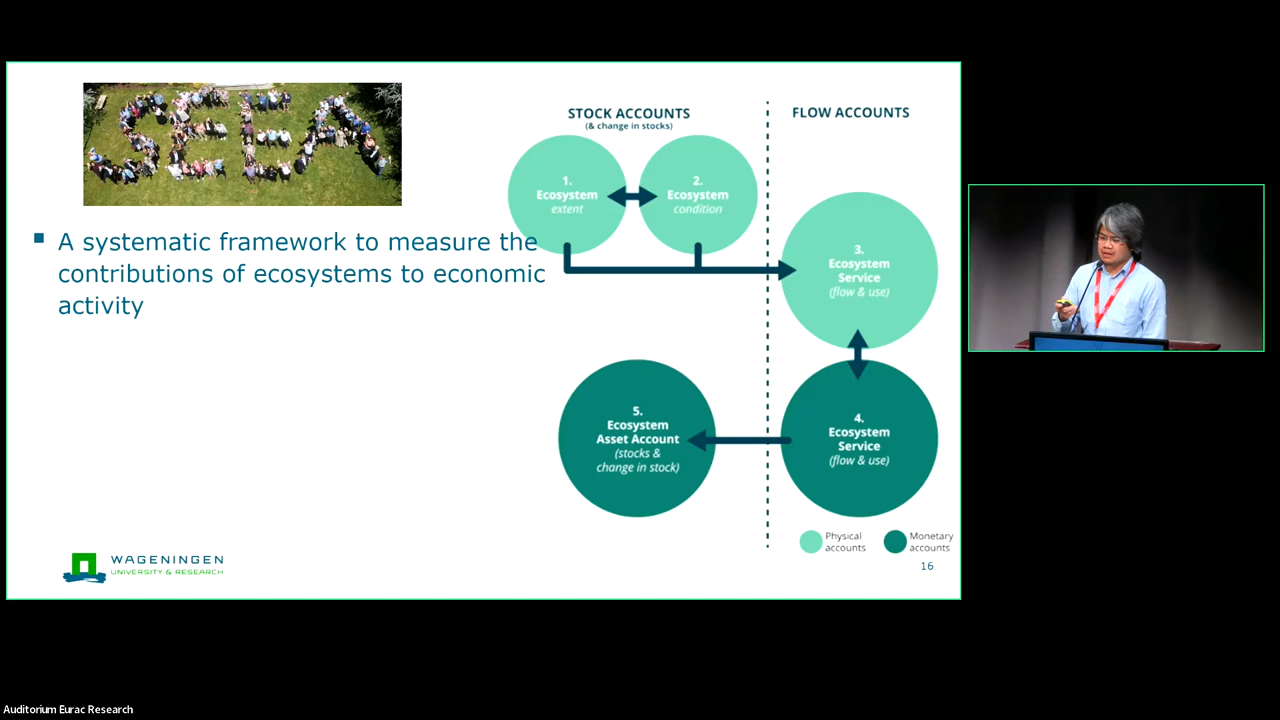 SEEA
A systematic framework to measure the
contributions of ecosystems to economic
activity
STOCK ACCOUNTS
(& change in stocks)
FLOW ACCOUNTS
1.
Ecosystem
extent
2.
Ecosystem
condition
3.
Ecosystem
Service
(flow & use)
5.
Ecosystem
Asset Account
(stocks &
change in stock)
4.
Ecosystem
Service
(flow & use)
Physical
accounts
Monetary
accounts
WAGENINGEN
UNIVERSITY & RESEARCH
16
Auditorium Eurac Research